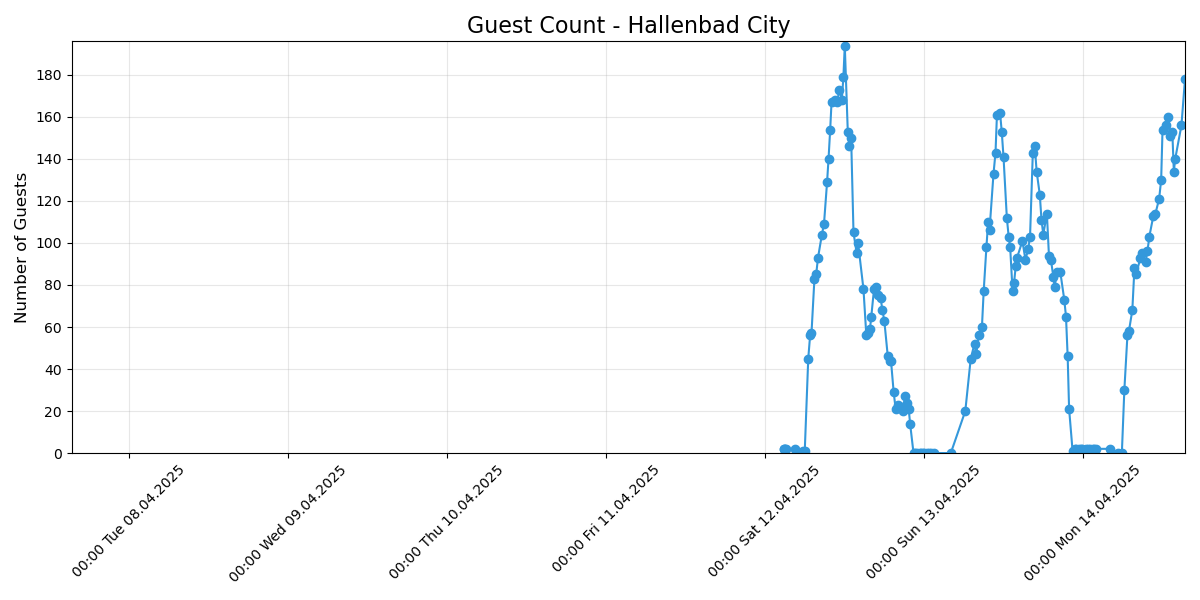 Guest Count - Hallenbad City
Number of Guests
180
160
140
120
100
80
60
40
20
0
00:00 Tue 08.04.2025
00:00 Wed 09.04.2025
00:00 Thu 10.04.2025
00:00 Fri 11.04.2025
00:00 Sat 12.04.2025
00:00 Sun 13.04.2025
00:00 Mon 14.04.2025